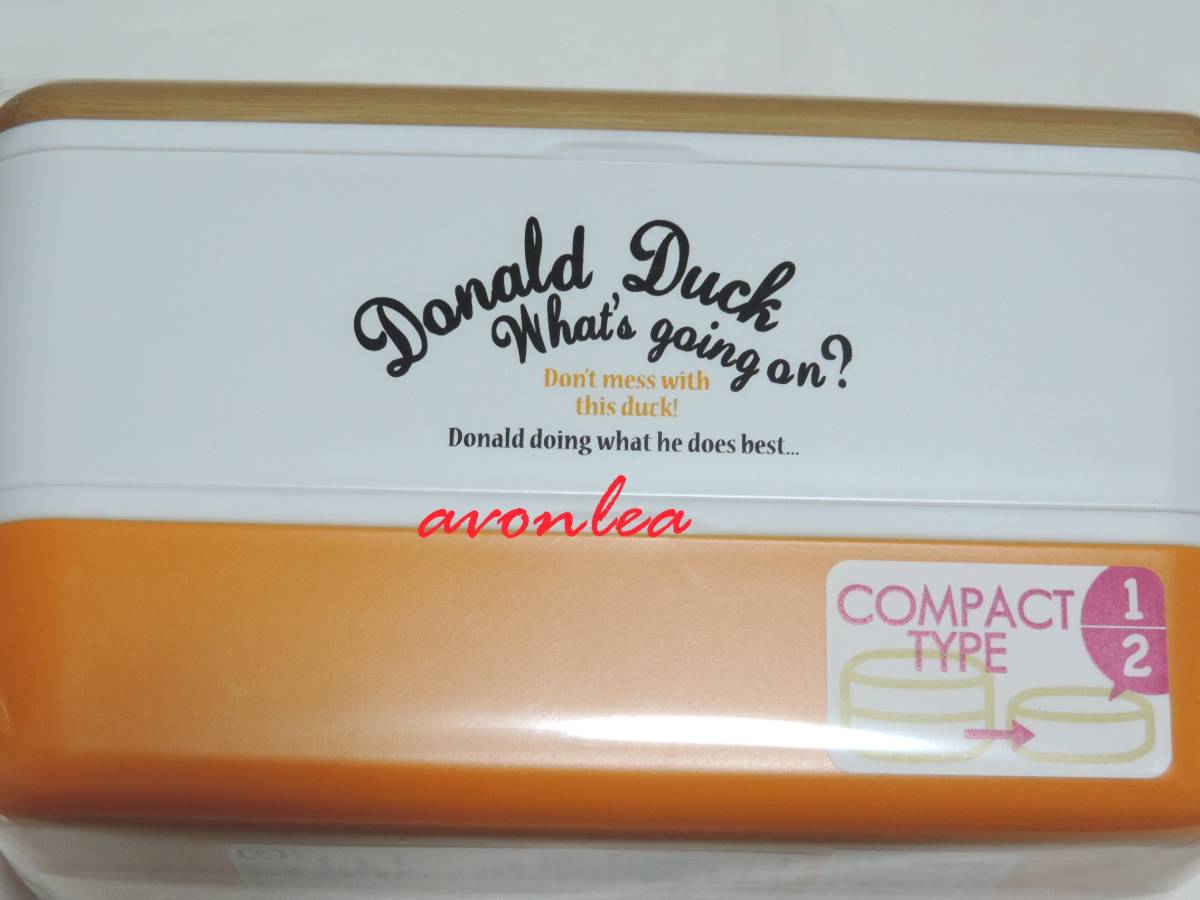 Donald Duck
What's going on?
Don't mess with
this duck!
Donald doing what he does best...
avonlea
COMPACT
TYPE
1
2